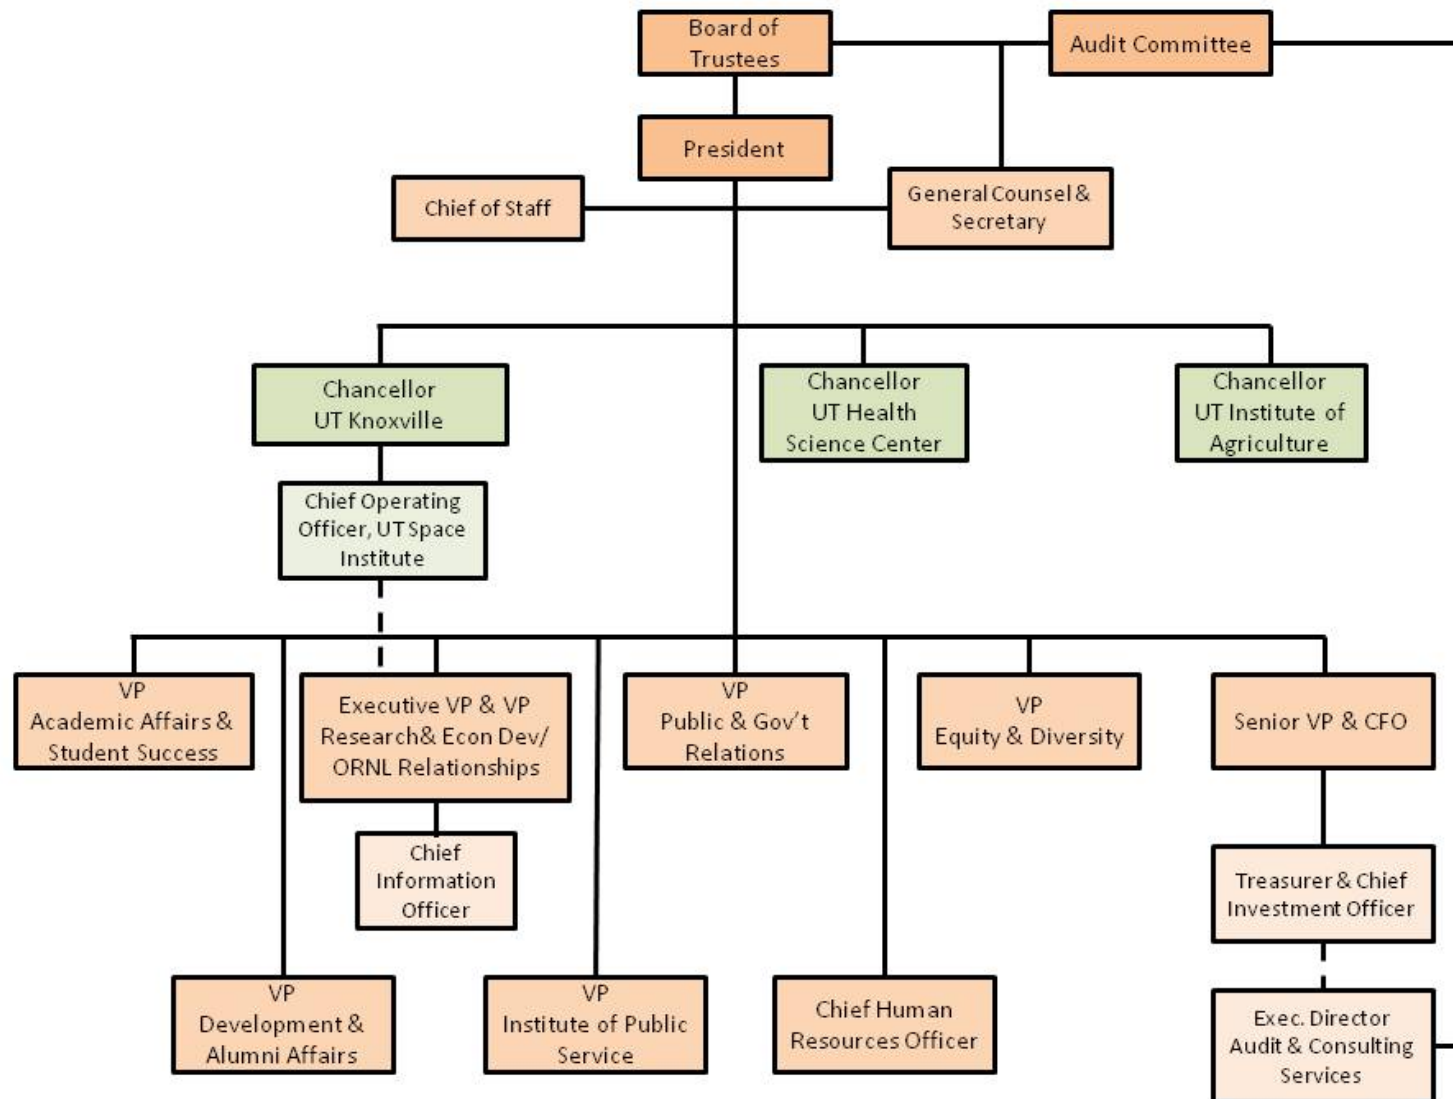 Board of
Trustees
Audit Committee
President
Chief of Staff
General Counsel &
Secretary
Chancellor
UT Knoxville
Chancellor
UT Health
Science Center
Chancellor
UT Institute of
Agriculture
Chief Operating
Officer, UT Space
Institute
VP
Academic Affairs &
Student Success
Executive VP & VP
Research& Econ Dev/
ORNL Relationships
VP
Public & Gov’t
Relations
VP
Equity & Diversity
Senior VP & CFO
Chief
Information
Officer
Treasurer & Chief
Investment Officer
VP
Development &
Alumni Affairs
VP
Institute of Public
Service
Chief Human
Resources Officer
Exec. Director
Audit & Consulting
Services